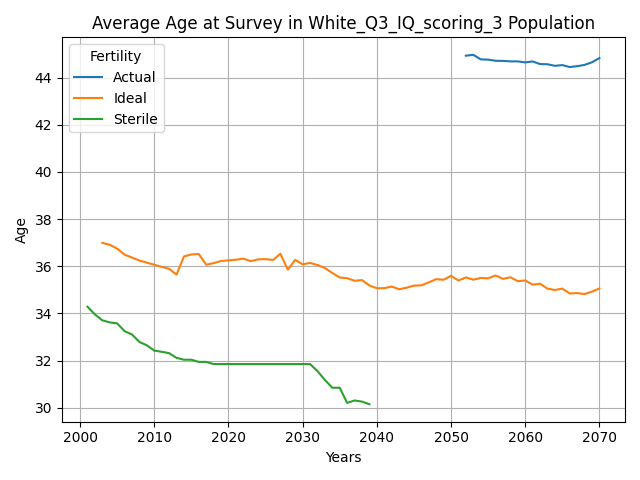 Average Age at Survey in White_Q3_IQ_scoring_3 Population
Fertility
Actual
Ideal
Sterile
Age
44
42
40
38
36
34
32
30
2000 2010 2020 2030 2040 2050 2060 2070
Years